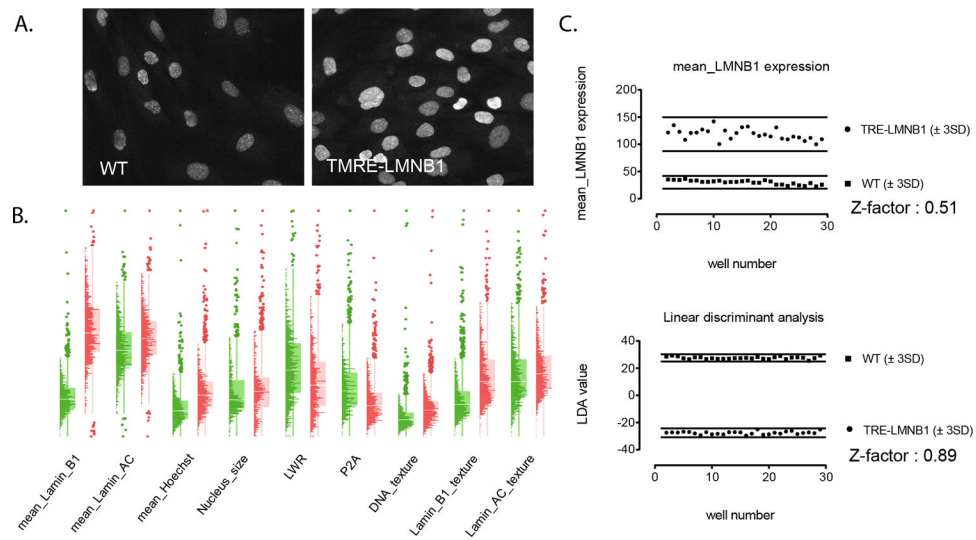 A.
WT
TMRE-LMNB1
B.
mean_Lamin_B1
mean_Lamin_AC
mean_Hoechst
Nucleus_size
LWR
P2A
DNA_texture
Lamin_B1_texture
Lamin_AC_texture
C.
mean_LMNB1 expression
mean_LMNB1 expression
200
150
100
50
0
0 10 20 30
well number
TRE-LMNB1 (± 3SD)
WT (± 3SD)
Z-factor : 0.51
Linear discriminant analysis
LDA value
40
20
0
-20
-40
0 10 20 30
well number
WT (± 3SD)
TRE-LMNB1 (± 3SD)
Z-factor : 0.89